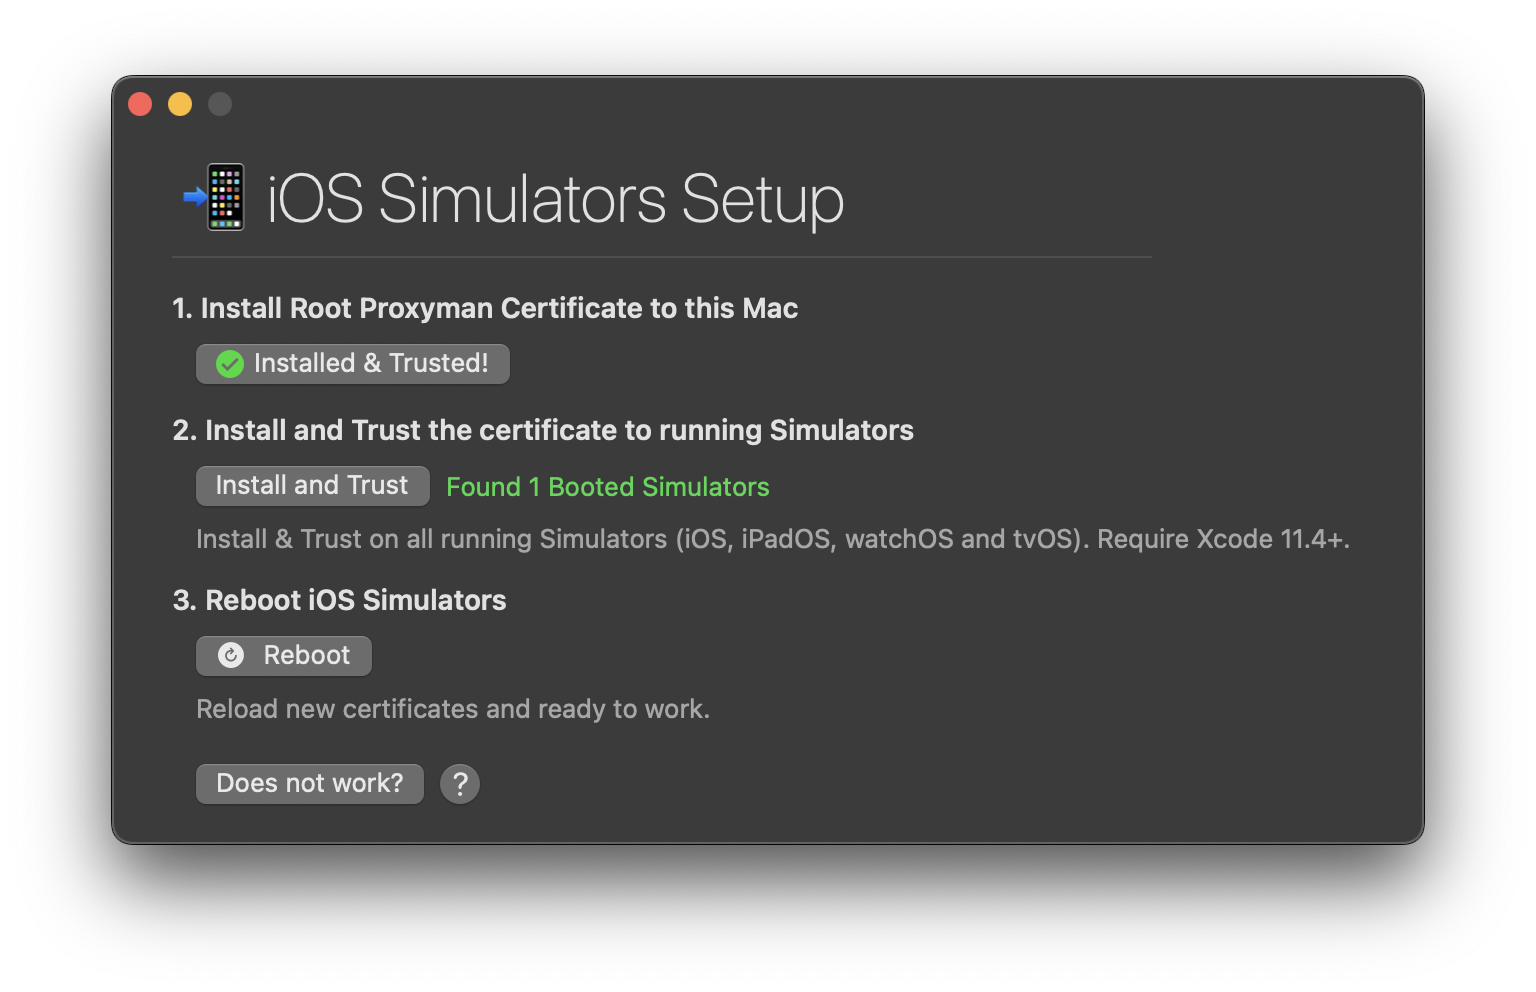 iOS Simulators Setup
1. Install Root Proxyman Certificate to this Mac
Installed & Trusted!
2. Install and Trust the certificate to running Simulators
Install and Trust Found 1 Booted Simulators
Install & Trust on all running Simulators (iOS, iPadOS, watchOS and tvOS). Require Xcode 11.4+.
3. Reboot iOS Simulators
Reboot
Reload new certificates and ready to work.
Does not work? ?